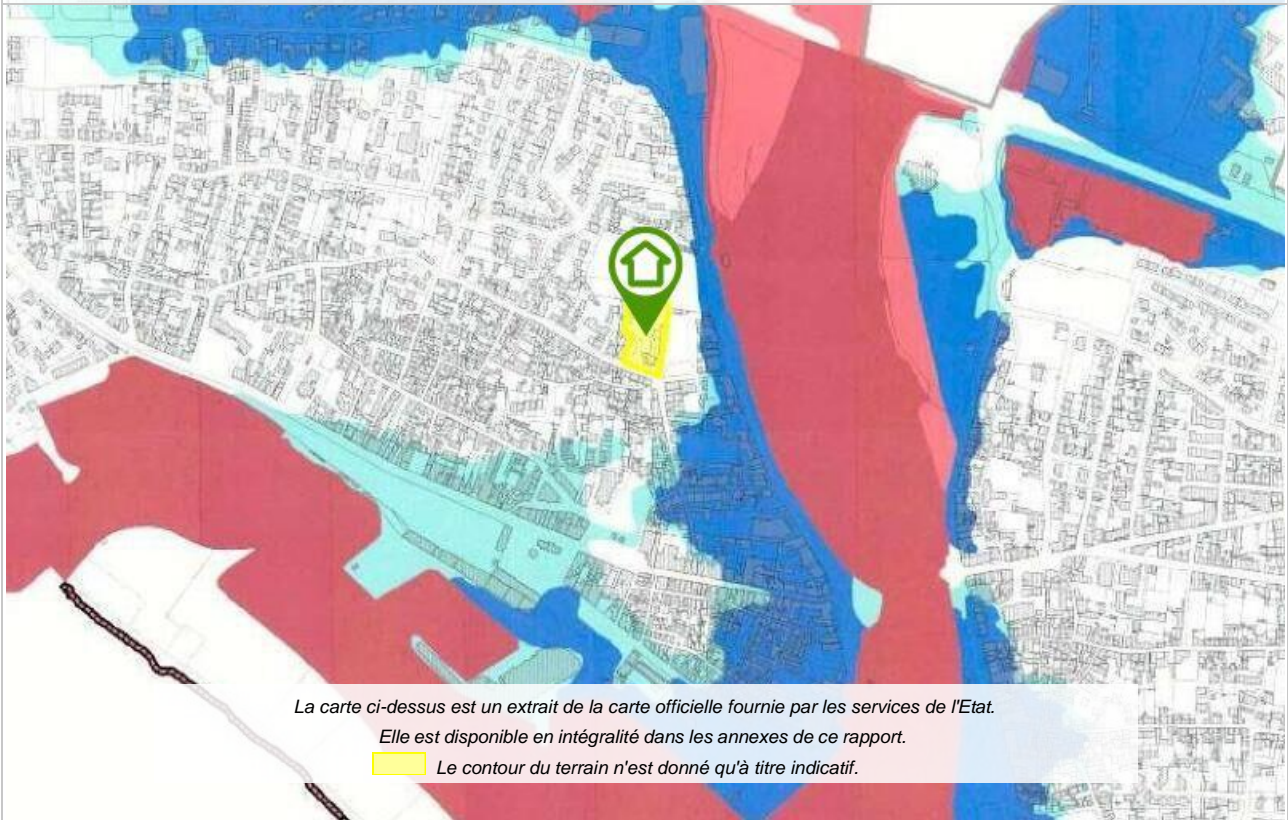 La carte ci-dessus est un extrait de la carte officielle fournie par les services de l'Etat.
Elle est disponible en intégralité dans les annexes de ce rapport.
Le contour du terrain n'est donné qu'à titre indicatif.